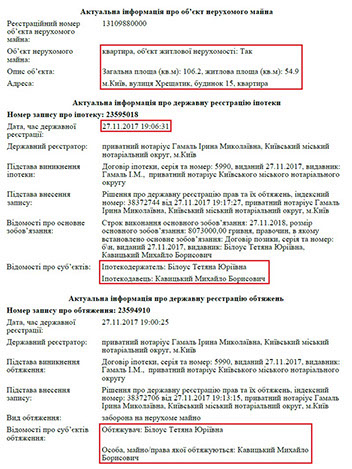 Актуальна інформація про об'єкт нерухомого майна
Реєстраційний номер
об'єкта нерухомого
майна:
13109880000
Об'єкт нерухомого
майна:
квартира, об'єкт житлової нерухомості: Так
Опис об'єкта:
Загальна площа (кв.м): 106.2, житлова площа (кв.м): 54.9
Адреса:
м.Київ, вулиця Хрещатик, будинок 15, квартира
Актуальна інформація про державну реєстрацію іпотеки
Номер запису про іпотеку: 23595018
Дата, час державної
реєстрації:
27.11.2017 19:06:31
Державний реєстратор:
приватний нотаріус Гамаль Ірина Миколаївна, Київський міський
нотаріальний округ, м.Київ
Підстава виникнення
іпотеки:
Договір іпотеки, серія та номер: 5990, виданий 27.11.2017, видавник:
Гамаль І.М., приватний нотаріус Київського міського нотаріального
округу
Підстава внесення
запису:
Рішення про державну реєстрацію прав та їх обтяжень, індексний
номер: 38372744 від 27.11.2017 19:17:27, приватний нотаріус Гамаль
Ірина Миколаївна, Київський міський нотаріальний округ, м.Київ
Відомості про основне
зобов'язання:
Строк виконання основного зобов'язання: 27.11.2018, розмір
основного зобов'язання: 8073000,00 гривня, правочин, в якому
встановлено основне зобов'язання: Договір позики, серія та номер:
б/н, виданий 27.11.2017, видавник: Білоус Тетяна Юріївна,
Кавицький Михайло Борисович
Відомості про суб'єктів:
Іпотекодержатель: Білоус Тетяна Юріївна
Іпотекодавець: Кавицький Михайло Борисович
Актуальна інформація про державну реєстрацію обтяжень
Номер запису про обтяження: 23594910
Дата, час державної
реєстрації:
27.11.2017 19:00:25
Державний реєстратор:
приватний нотаріус Гамаль Ірина Миколаївна, Київський міський
нотаріальний округ, м.Київ
Підстава виникнення
обтяження:
Договір іпотеки, серія та номер: 5990, виданий 27.11.2017, видавник:
Гамаль І.М., приватний нотаріус Київського міського нотаріального
округу
Підстава внесення
запису:
Рішення про державну реєстрацію прав та їх обтяжень, індексний
номер: 38372706 від 27.11.2017 19:13:15, приватний нотаріус Гамаль
Ірина Миколаївна, Київський міський нотаріальний округ, м.Київ
Вид обтяження:
заборона на нерухоме майно
Відомості про суб'єктів
обтяження:
Обтяжувач: Білоус Тетяна Юріївна
Особа, майно/права якої обтяжуються: Кавицький Михайло
Борисович